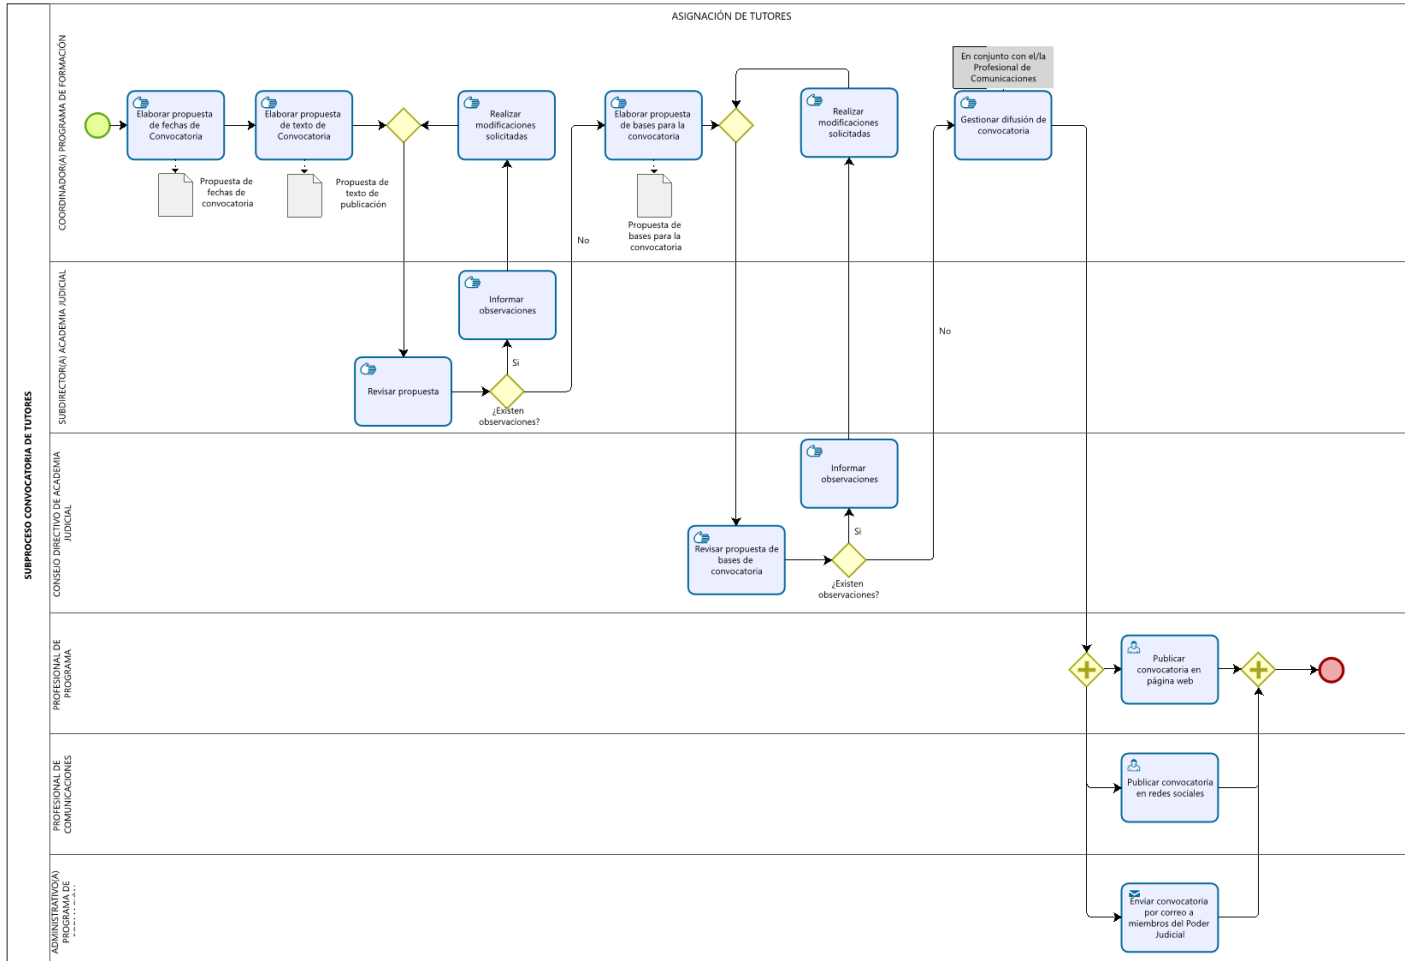 ASIGNACIÓN DE TUTORES
SUBPROCESO CONVOCATORIA DE TUTORES
COORDINADOR(A) PROGRAMA DE FORMACIÓN
Elaborar propuesta
de fechas de
Convocatoria
Elaborar propuesta
de texto de
Convocatoria
Realizar
modificaciones
solicitadas
Elaborar propuesta
de bases para la
convocatoria
Realizar
modificaciones
solicitadas
En conjunto con el/la
Profesional de
Comunicaciones
Gestionar difusión de
convocatoria
Propuesta de
fechas de
convocatoria
Propuesta de
texto de
publicación
Propuesta de
bases para la
convocatoria
No
SUBDIRECTOR(A) ACADEMIA JUDICIAL
Informar
observaciones
Si
Revisar propuesta
¿Existen
observaciones?
No
CONSEJO DIRECTIVO DE ACADEMIA
JUDICIAL
Informar
observaciones
Si
Revisar propuesta de
bases de
convocatoria
¿Existen
observaciones?
PROFESIONAL DE
PROGRAMA
Publicar
convocatoria en
página web
PROFESIONAL DE
COMUNICACIONES
Publicar convocatoria
en redes sociales
ADMINISTRATIVO(A)
PROGRAMA DE
Enviar convocatoria
por correo a
miembros del Poder
Judicial